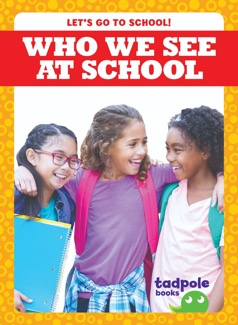 LET'S GO TO SCHOOL!
WHO WE SEE
AT SCHOOL
tadpole
books